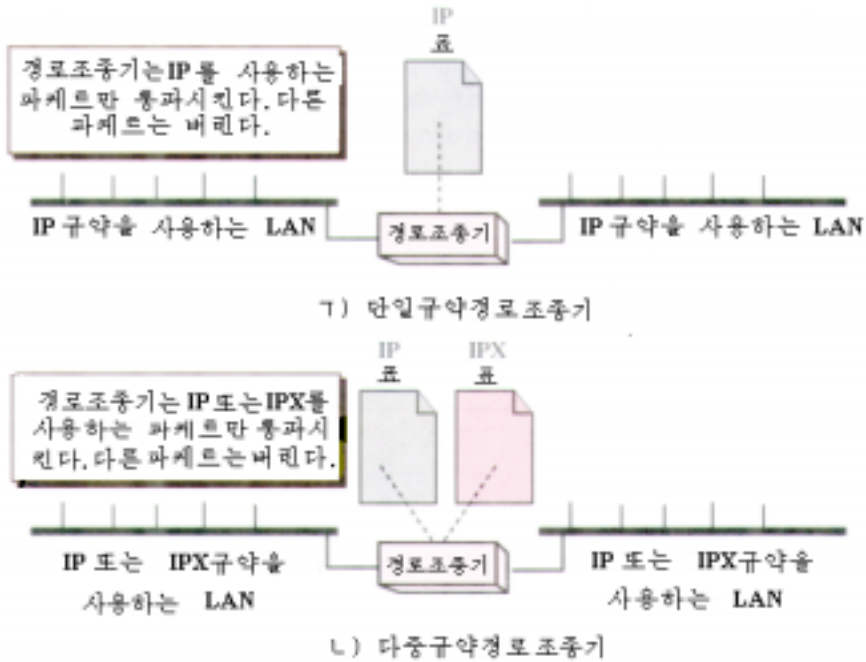 IP
표
경로조종기는 IP를 사용하는
파케트만 통과시킨다. 다른
파케트는 버린다.
IP 규약을 사용하는 LAN
경로조종기
IP 규약을 사용하는 LAN
ㄱ) 단일규약경로조종기
IP
표
IPX
표
경로조종기는 IP 또는 IPX를
사용하는 파케트만 통과시
킨다. 다른 파케트는 버린다.
IP 또는 IPX규약을
사용하는 LAN
경로조종기
IP 또는 IPX규약을
사용하는 LAN
ㄴ) 다중규약경로조종기